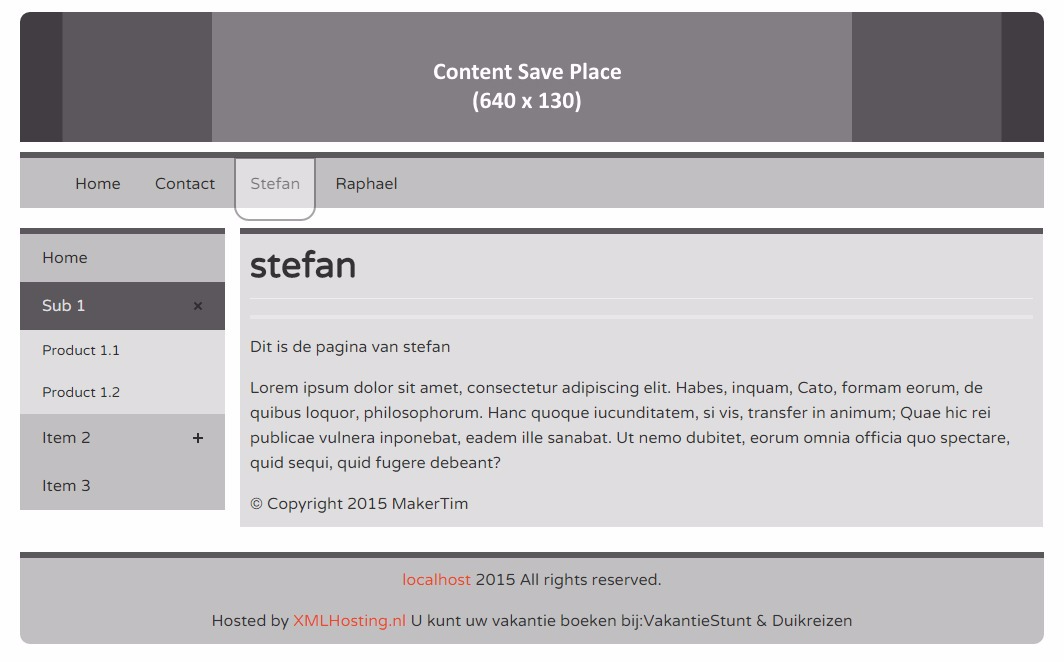 Content Save Place
(640 x 130)
Home Contact Stefan Raphael
Home
Sub 1 ×
Product 1.1
Product 1.2
Item 2 +
Item 3
stefan
Dit is de pagina van stefan
Lorem ipsum dolor sit amet, consectetur adipiscing elit. Habes, inquam, Cato, formam eorum, de
quibus loquor, philosophorum. Hanc quoque iucunditatem, si vis, transfer in animum; Quae hic rei
publicae vulnera inponebat, eadem ille sanabat. Ut nemo dubitet, eorum omnia officia quo spectare,
quid sequi, quid fugere debeant?
© Copyright 2015 MakerTim
localhost 2015 All rights reserved.
Hosted by XMLHosting.nl U kunt uw vakantie boeken bij:VakantieStunt & Duikreizen